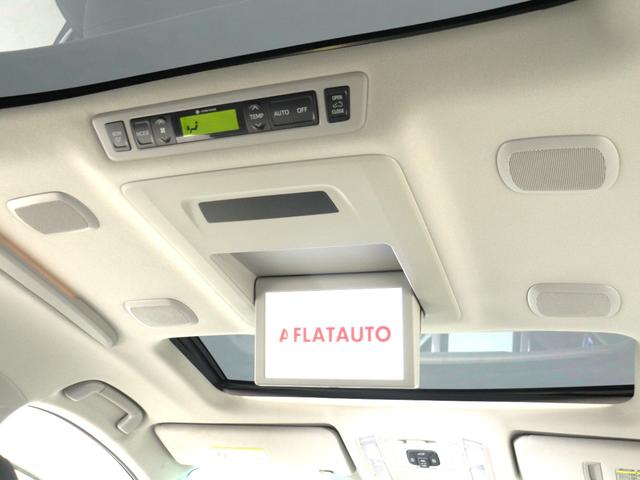 MODE
TEMP
AUTO
OFF
OPEN
CLOSE
A FLATAUTO